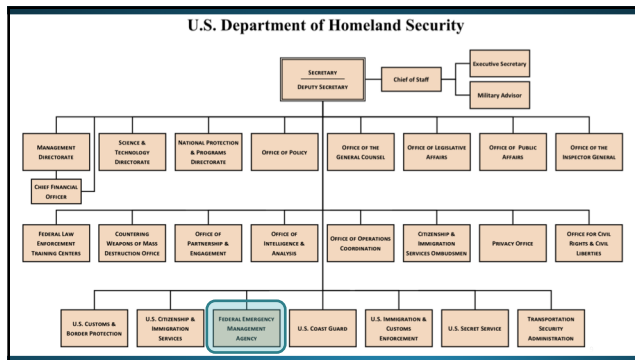 U.S. Department of Homeland Security
SECRETARY
DEPUTY SECRETARY
Chief of Staff
Executive Secretary
Military Advisor
MANAGEMENT
DIRECTORATE
SCIENCE &
TECHNOLOGY
DIRECTORATE
NATIONAL PROTECTION
& PROGRAMS
DIRECTORATE
OFFICE OF POLICY
OFFICE OF THE
GENERAL COUNSEL
OFFICE OF LEGISLATIVE
AFFAIRS
OFFICE OF PUBLIC
AFFAIRS
OFFICE OF THE
INSPECTOR GENERAL
CHIEF FINANCIAL
OFFICER
FEDERAL LAW
ENFORCEMENT
TRAINING CENTERS
COUNTERING
WEAPONS OF MASS
DESTRUCTION OFFICE
OFFICE OF
PARTNERSHIP &
ENGAGEMENT
OFFICE OF
INTELLIGENCE &
ANALYSIS
OFFICE OF OPERATIONS
COORDINATION
CITIZENSHIP &
IMMIGRATION
SERVICES OMBUDSMEN
PRIVACY OFFICE
OFFICE FOR CIVIL
RIGHTS & CIVIL
LIBERTIES
U.S. CUSTOMS &
BORDER PROTECTION
U.S. CITIZENSHIP &
IMMIGRATION
SERVICES
FEDERAL EMERGENCY
MANAGEMENT
AGENCY
U.S. COAST GUARD
U.S. IMMIGRATION &
CUSTOMS
ENFORCEMENT
U.S. SECRET SERVICE
TRANSPORTATION
SECURITY
ADMINISTRATION